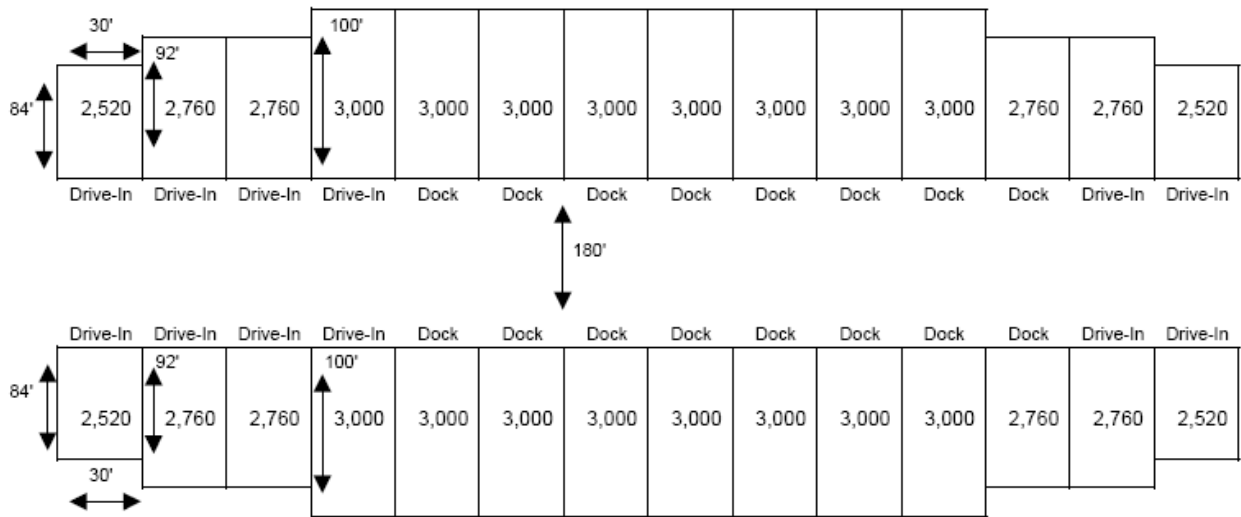 30' 100'
92'
84' 2,520 2,760 2,760 3,000 3,000 3,000 3,000 3,000 3,000 3,000 3,000 2,760 2,760 2,520
Drive-In Drive-In Drive-In Drive-In Dock Dock Dock Dock Dock Dock Dock Dock Drive-In Drive-In
180'
Drive-In Drive-In Drive-In Drive-In Dock Dock Dock Dock Dock Dock Dock Dock Drive-In Drive-In
92' 100'
84' 2,520 2,760 2,760 3,000 3,000 3,000 3,000 3,000 3,000 3,000 3,000 2,760 2,760 2,520
30'